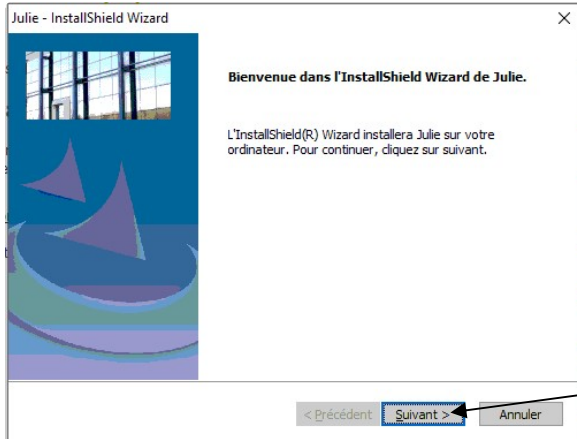 Julie - InstallShield Wizard
Bienvenue dans l'InstallShield Wizard de Julie.
L'InstallShield(R) Wizard installera Julie sur votre
ordinateur. Pour continuer, cliquez sur suivant.
< Précédent Suivant > Annuler